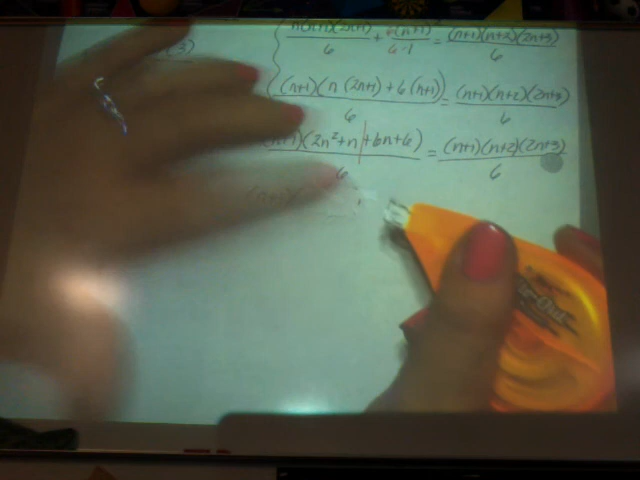 n(n+1)(2n+1)/6 + 6(n+1)²/6·1 = (n+1)(n+2)(2n+3)/6
(3)
(n+1)(n(2n+1)+6(n+1))/6 = (n+1)(n+2)(2n+3)/6
(n+1)(2n²+n+6n+6)/6 = (n+1)(n+2)(2n+3)/6